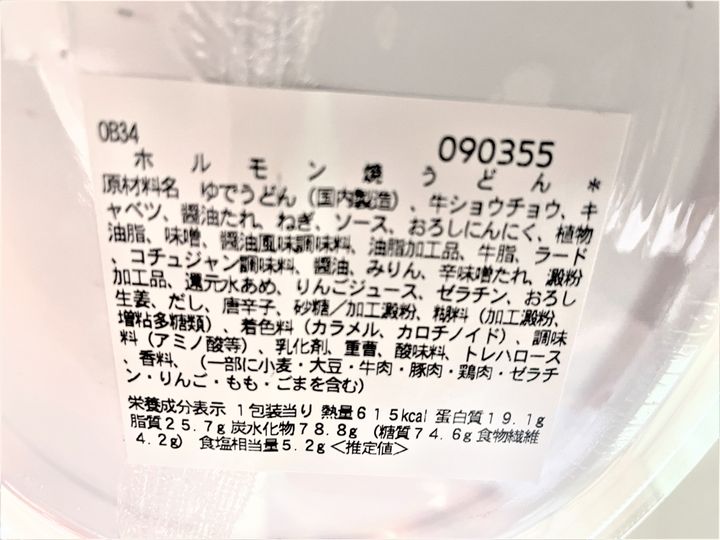 0B34
090355
ホルモン焼うどん*
原材料名 ゆでうどん（国内製造）、牛ショウチョウ、キ
ャベツ、醤油たれ、ねぎ、ソース、おろしにんにく、植物
油脂、味噌、醤油風味調味料、油脂加工品、牛脂、ラード
、コチュジャン調味料、醤油、みりん、辛味噌たれ、澱粉
加工品、還元水あめ、りんごジュース、ゼラチン、おろし
生姜、だし、唐辛子、砂糖／加工澱粉、糊料（加工澱粉、
増粘多糖類）、着色料（カラメル、カロチノイド）、調味
料（アミノ酸等）、乳化剤、重曹、酸味料、トレハロース
、香料、（一部に小麦・大豆・牛肉・豚肉・鶏肉・ゼラチ
ン・りんご・もも・ごまを含む）
栄養成分表示 1包装当り 熱量615kcal 蛋白質19.1g
脂質25.7g 炭水化物78.8g （糖質74.6g 食物繊維
4.2g） 食塩相当量5.2g＜推定値＞